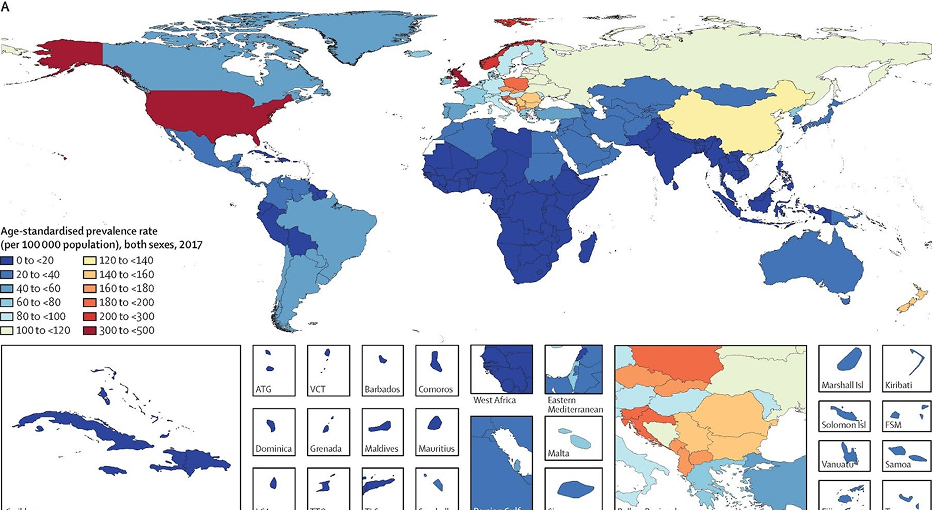 A
Age-standardised prevalence rate
(per 100 000 population), both sexes, 2017
0 to <20
20 to <40
40 to <60
60 to <80
80 to <100
100 to <120
120 to <140
140 to <160
160 to <180
180 to <200
200 to <300
300 to <500
ATG
VCT
Barbados
Comoros
West Africa
Eastern
Mediterranean
Marshall Isl
Kiribati
Dominica
Grenada
Maldives
Mauritius
Malta
Solomon Isl
FSM
Vanuatu
Samoa